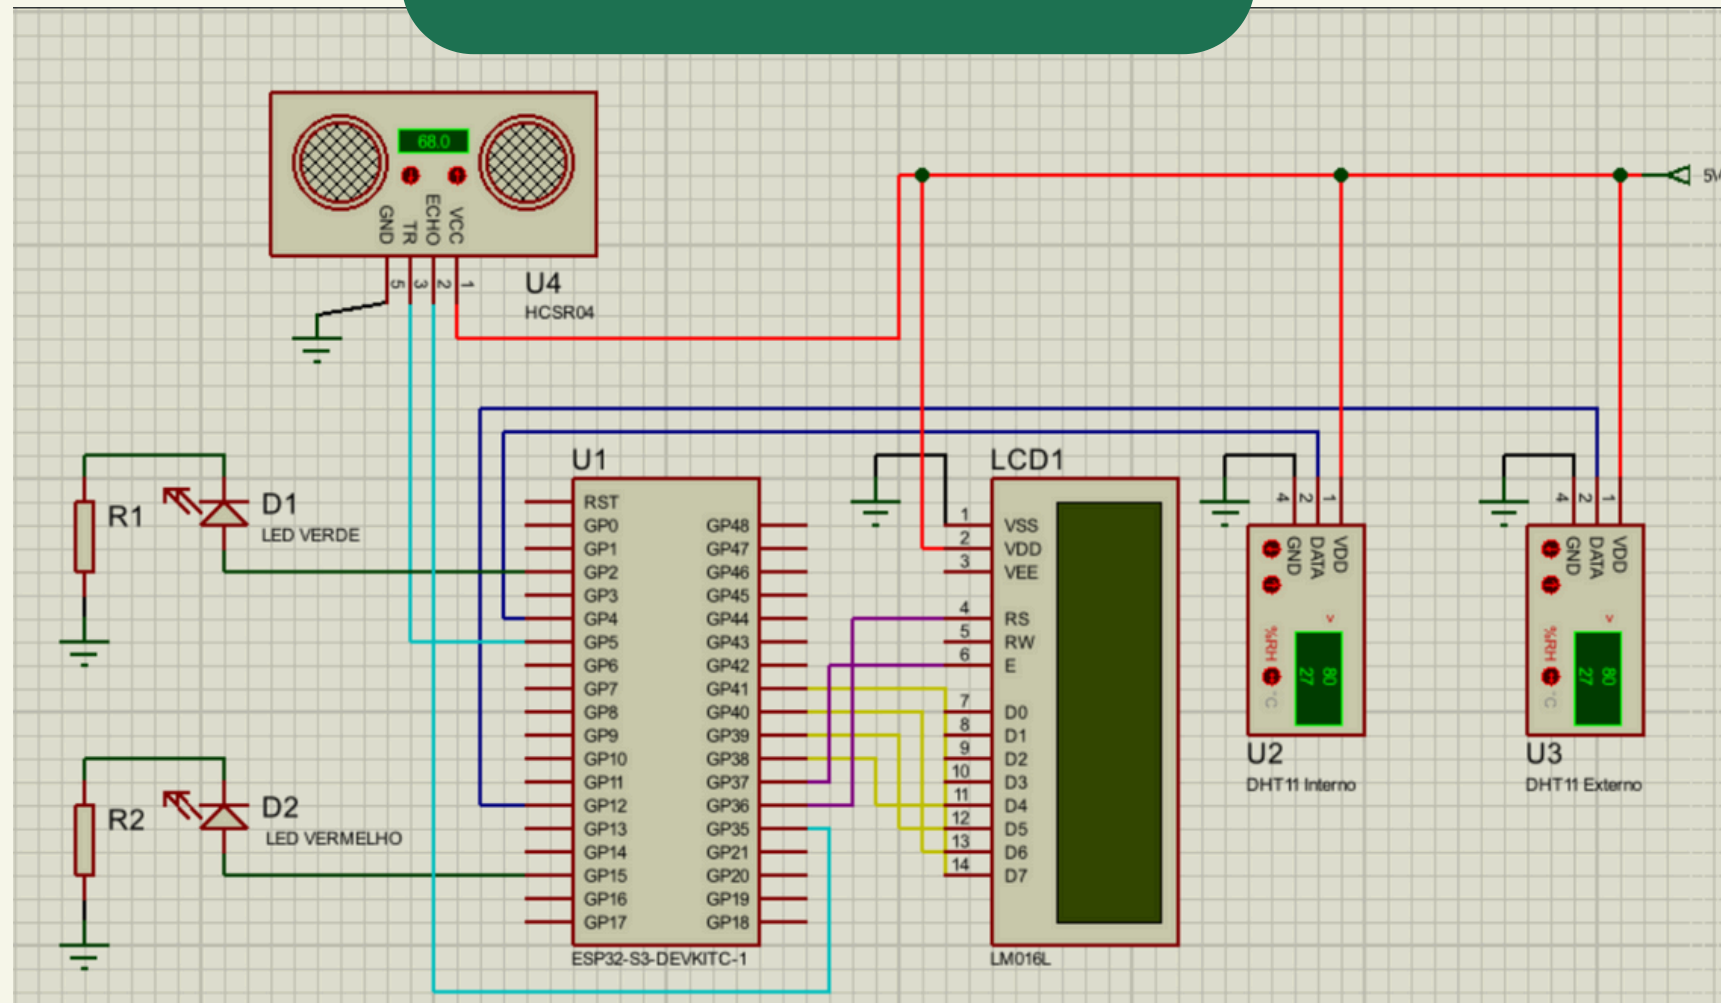 68.0
GND
TR
ECHO
VCC
5
3
2
1
U4
HCSR04
R1
D1
LED VERDE
R2
D2
LED VERMELHO
U1
RST
GP0
GP1
GP2
GP3
GP4
GP5
GP6
GP7
GP8
GP9
GP10
GP11
GP12
GP13
GP14
GP15
GP16
GP17
GP48
GP47
GP46
GP45
GP44
GP43
GP42
GP41
GP40
GP39
GP38
GP37
GP36
GP35
GP21
GP20
GP19
GP18
ESP32-S3-DEVKITC-1
LCD1
1 VSS
2 VDD
3 VEE
4 RS
5 RW
6 E
7 D0
8 D1
9 D2
10 D3
11 D4
12 D5
13 D6
14 D7
LM016L
4
2
1
GND
DATA
VDD
>
%RH
°C
80
27
U2
DHT11 Interno
4
2
1
GND
DATA
VDD
>
%RH
°C
80
27
U3
DHT11 Externo